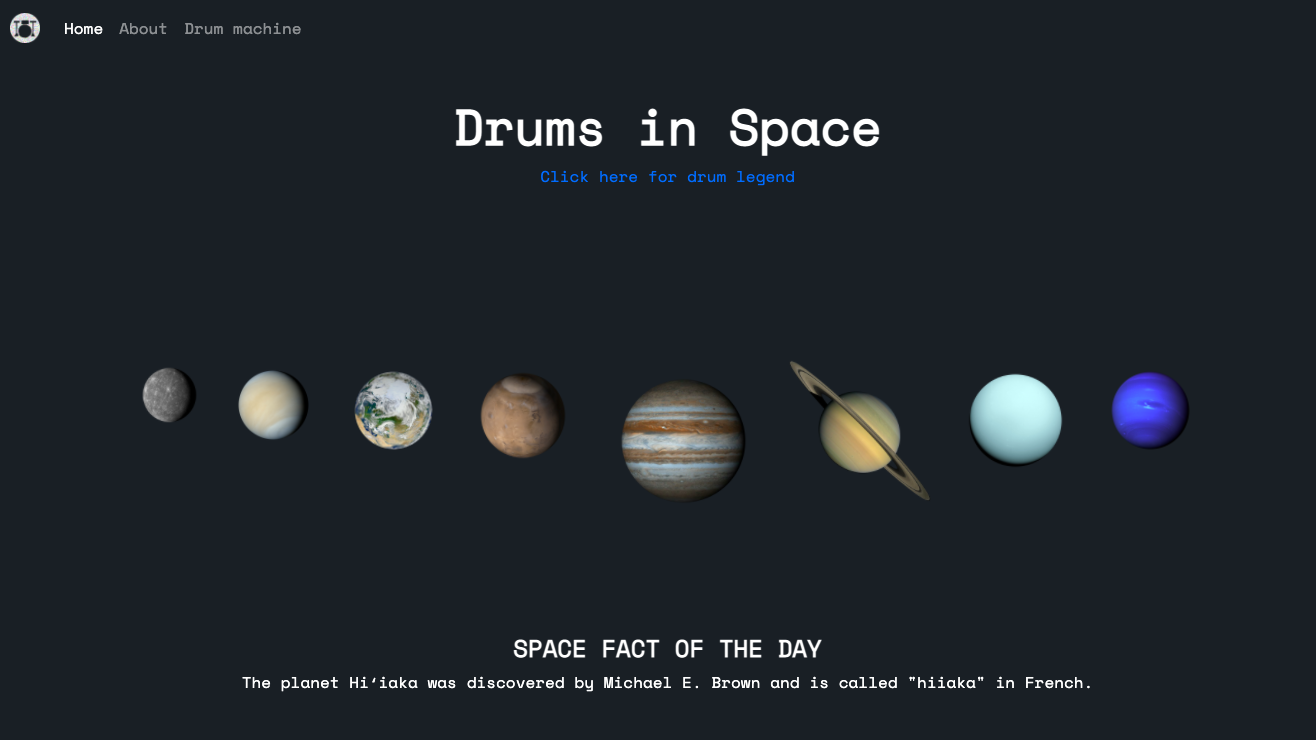 Home About Drum machine
Drums in Space
Click here for drum legend
SPACE FACT OF THE DAY
The planet Hiʻiaka was discovered by Michael E. Brown and is called "hiiaka" in French.